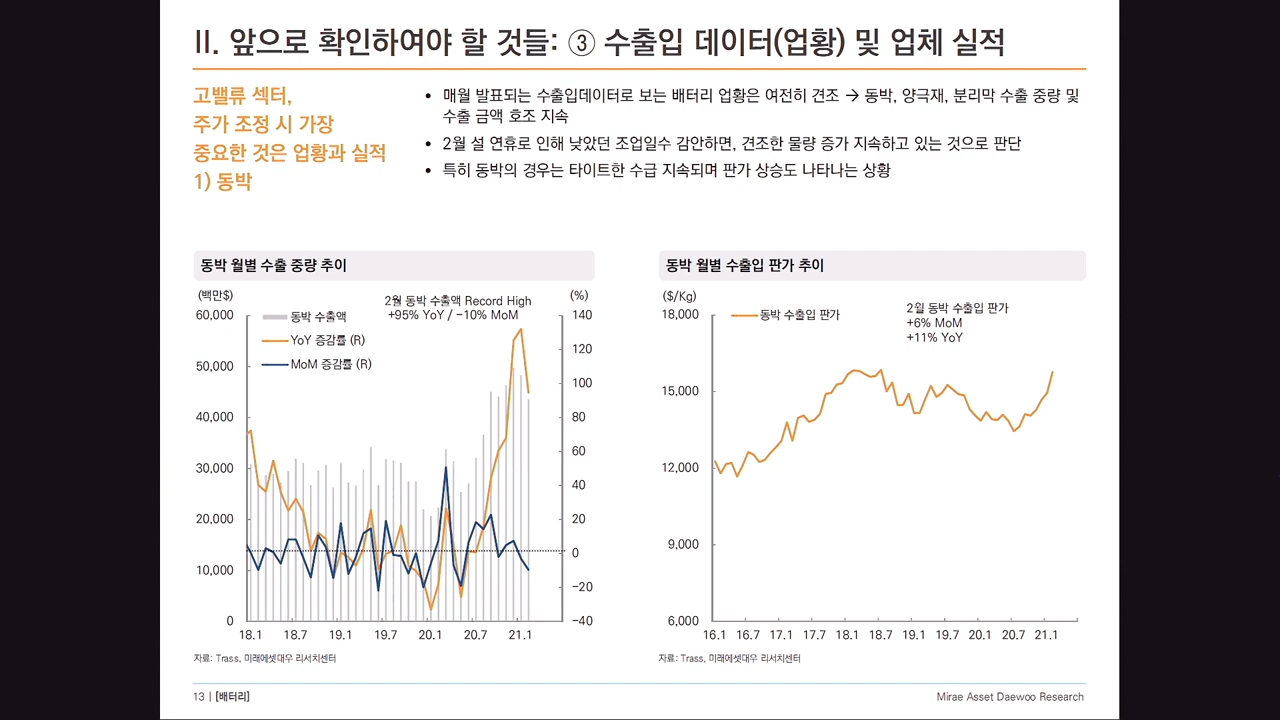 II. 앞으로 확인하여야 할 것들: ③ 수출입 데이터(업황) 및 업체 실적
고밸류 섹터,
주가 조정 시 가장
중요한 것은 업황과 실적
1) 동박
• 매월 발표되는 수출입데이터로 보는 배터리 업황은 여전히 견조 → 동박, 양극재, 분리막 수출 중량 및
수출 금액 호조 지속
• 2월 설 연휴로 인해 낮았던 조업일수 감안하면, 견조한 물량 증가 지속하고 있는 것으로 판단
• 특히 동박의 경우는 타이트한 수급 지속되며 판가 상승도 나타나는 상황
동박 월별 수출 중량 추이
(백만$)
(%)
2월 동박 수출액 Record High
+95% YoY / -10% MoM
동박 수출액
YoY 증감률 (R)
MoM 증감률 (R)
60,000
50,000
40,000
30,000
20,000
10,000
0
140
120
100
80
60
40
20
0
-20
-40
18.1 18.7 19.1 19.7 20.1 20.7 21.1
자료: Trass, 미래에셋대우 리서치센터
동박 월별 수출입 판가 추이
($/Kg)
동박 수출입 판가
2월 동박 수출입 판가
+6% MoM
+11% YoY
18,000
15,000
12,000
9,000
6,000
16.1 16.7 17.1 17.7 18.1 18.7 19.1 19.7 20.1 20.7 21.1
자료: Trass, 미래에셋대우 리서치센터
13 | [배터리]
Mirae Asset Daewoo Research